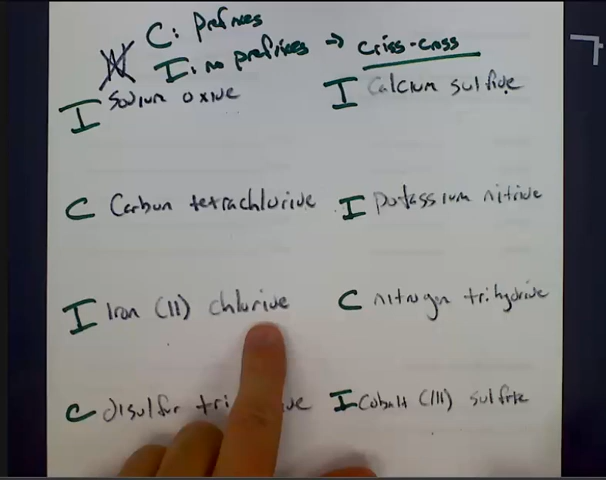 C: Prefixes
I: no prefixes → criss-cross
I Sodium oxide
I Calcium sulfide
C Carbon tetrachloride
I Potassium nitride
I Iron (II) chloride
C nitrogen trihydride
C disulfur tri
I Cobalt (III)